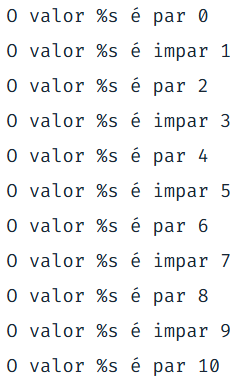 O valor %s é par 0
O valor %s é impar 1
O valor %s é par 2
O valor %s é impar 3
O valor %s é par 4
O valor %s é impar 5
O valor %s é par 6
O valor %s é impar 7
O valor %s é par 8
O valor %s é impar 9
O valor %s é par 10